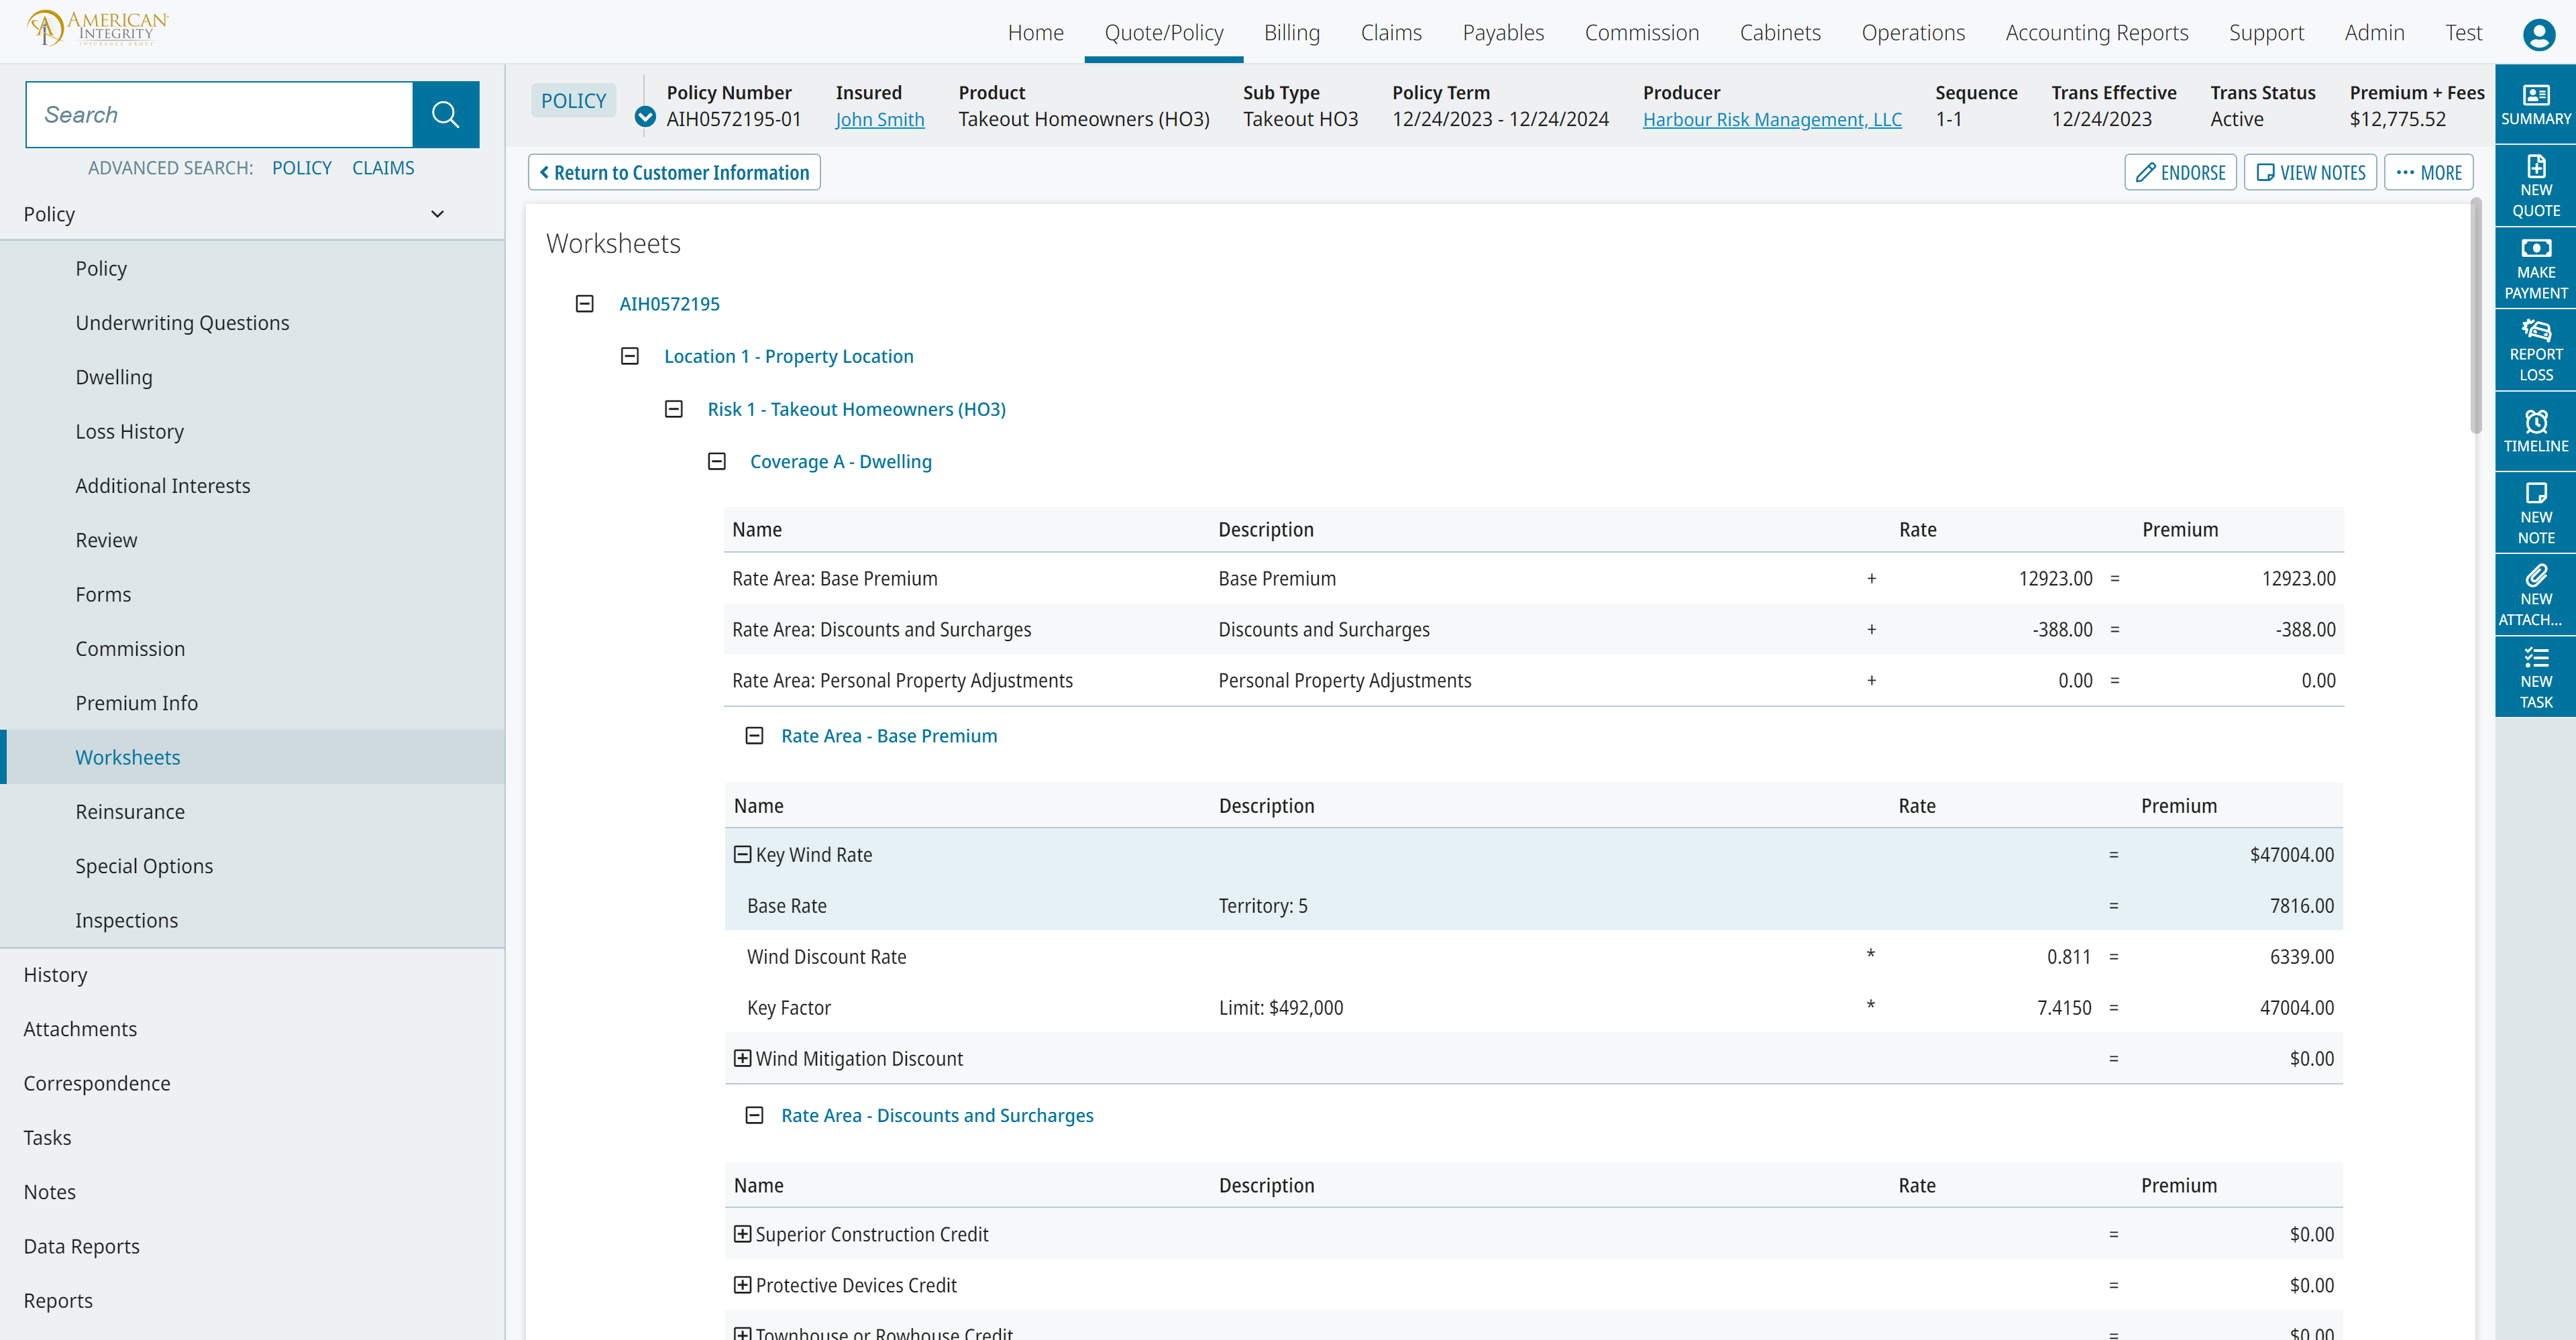 AMERICAN
INTEGRITY
INSURANCE GROUP
Home Quote/Policy Billing Claims Payables Commission Cabinets Operations Accounting Reports Support Admin Test
Search
ADVANCED SEARCH: POLICY CLAIMS
Policy
Policy
Underwriting Questions
Dwelling
Loss History
Additional Interests
Review
Forms
Commission
Premium Info
Worksheets
Reinsurance
Special Options
Inspections
History
Attachments
Correspondence
Tasks
Notes
Data Reports
Reports
POLICY
Policy Number Insured Product Sub Type Policy Term Producer Sequence Trans Effective Trans Status Premium + Fees
AIH0572195-01 John Smith Takeout Homeowners (HO3) Takeout HO3 12/24/2023 - 12/24/2024 Harbour Risk Management, LLC 1-1 12/24/2023 Active $12,775.52
Return to Customer Information
ENDORSE VIEW NOTES ··· MORE
Worksheets
AIH0572195
Location 1 - Property Location
Risk 1 - Takeout Homeowners (HO3)
Coverage A - Dwelling
Name Description Rate Premium
Rate Area: Base Premium Base Premium + 12923.00 = 12923.00
Rate Area: Discounts and Surcharges Discounts and Surcharges + -388.00 = -388.00
Rate Area: Personal Property Adjustments Personal Property Adjustments + 0.00 = 0.00
Rate Area - Base Premium
Name Description Rate Premium
Key Wind Rate = $47004.00
Base Rate Territory: 5 = 7816.00
Wind Discount Rate * 0.811 = 6339.00
Key Factor Limit: $492,000 * 7.4150 = 47004.00
Wind Mitigation Discount = $0.00
Rate Area - Discounts and Surcharges
Name Description Rate Premium
Superior Construction Credit = $0.00
Protective Devices Credit = $0.00
Townhouse or Rowhouse Credit = $0.00
SUMMARY
NEW
QUOTE
MAKE
PAYMENT
REPORT
LOSS
TIMELINE
NEW
NOTE
NEW
ATTACH...
NEW
TASK